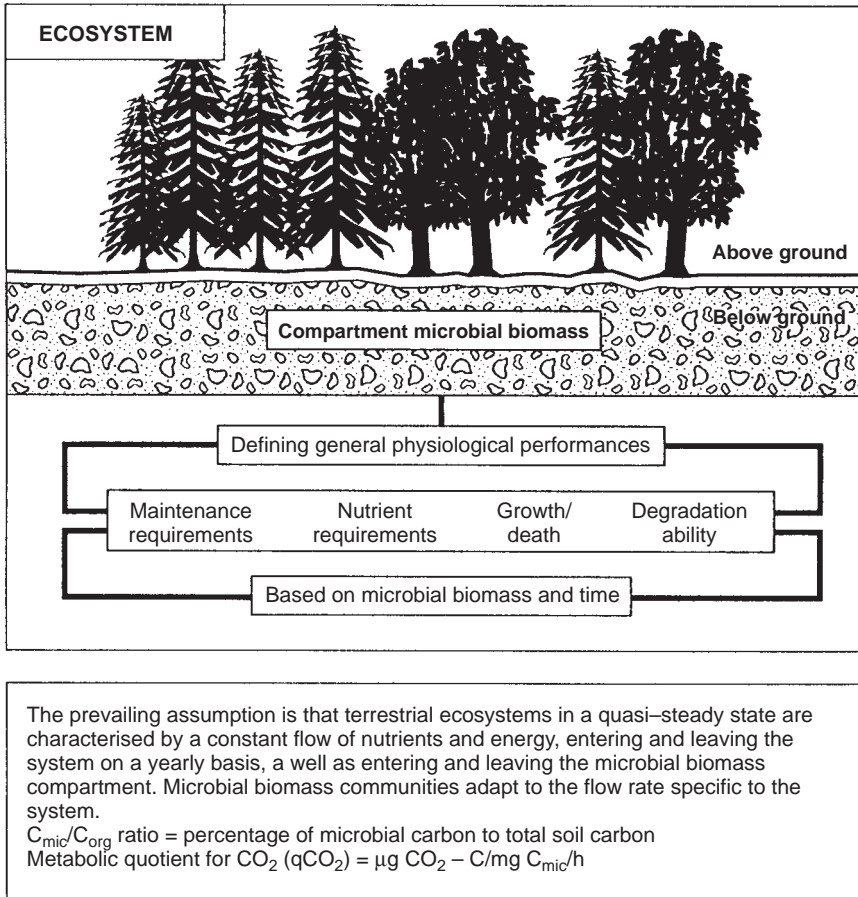 ECOSYSTEM
Above ground
Below ground
Compartment microbial biomass
Defining general physiological performances
Maintenance requirements
Nutrient requirements
Growth/ death
Degradation ability
Based on microbial biomass and time
The prevailing assumption is that terrestrial ecosystems in a quasi–steady state are
characterised by a constant flow of nutrients and energy, entering and leaving the
system on a yearly basis, a well as entering and leaving the microbial biomass
compartment. Microbial biomass communities adapt to the flow rate specific to the
system.
C_mic/C_org ratio = percentage of microbial carbon to total soil carbon
Metabolic quotient for CO₂ (qCO₂) = μg CO₂ – C/mg C_mic/h